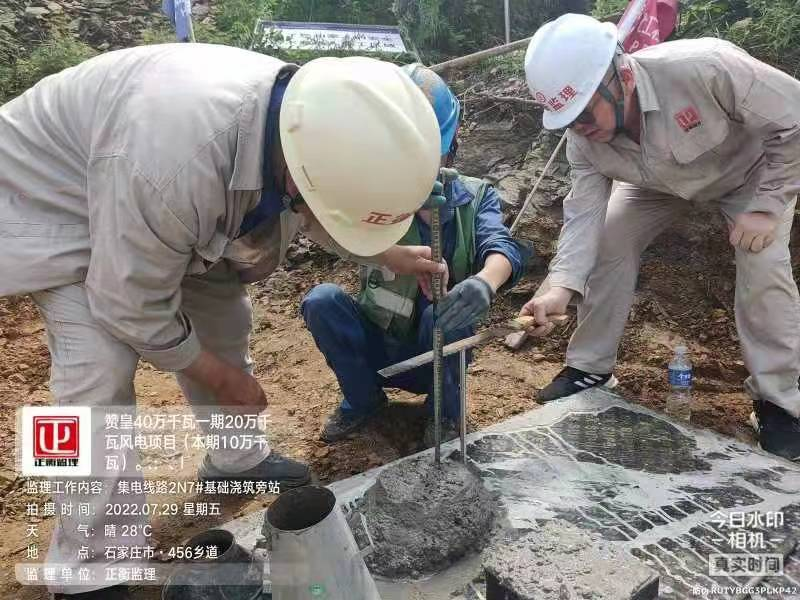 监理
正衡
正衡监理
赞皇40万千瓦一期20万千
瓦风电项目（本期10万千
瓦）.:.、|
监理工作内容：集电线路2N7#基础浇筑旁站
拍摄时间：2022.07.29 星期五
天 气：晴 28°C
地 点：石家庄市·456乡道
监理单位：正衡监理
今日水印
相机
真实时间
RUTYBGG3PLKP42